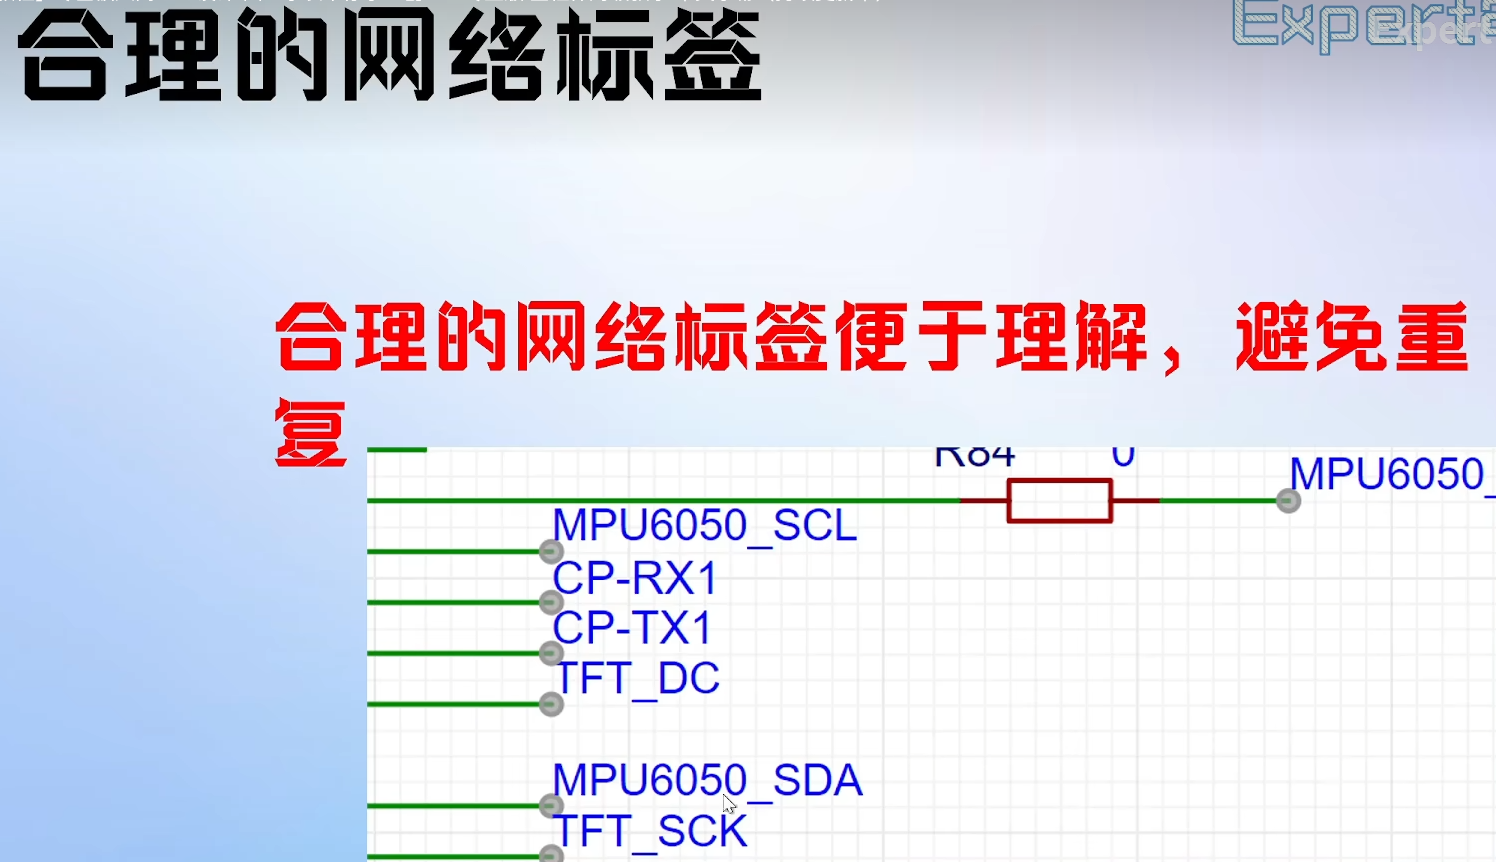 合理的网络标签
Expert
合理的网络标签便于理解，避免重
复
R84 0
MPU6050_
MPU6050_SCL
CP-RX1
CP-TX1
TFT_DC
MPU6050_SDA
TFT_SCK